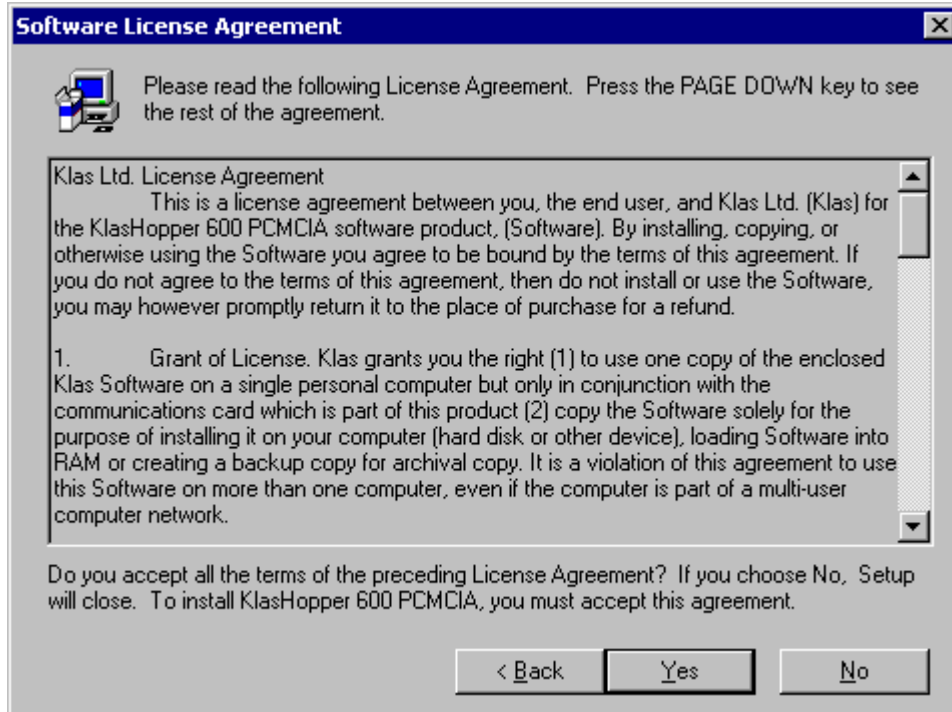 Software License Agreement
Please read the following License Agreement.  Press the PAGE DOWN key to see
the rest of the agreement.
Klas Ltd. License Agreement
This is a license agreement between you, the end user, and Klas Ltd. (Klas) for
the KlasHopper 600 PCMCIA software product, (Software). By installing, copying, or
otherwise using the Software you agree to be bound by the terms of this agreement. If
you do not agree to the terms of this agreement, then do not install or use the Software,
you may however promptly return it to the place of purchase for a refund.
1. Grant of License. Klas grants you the right (1) to use one copy of the enclosed
Klas Software on a single personal computer but only in conjunction with the
communications card which is part of this product (2) copy the Software solely for the
purpose of installing it on your computer (hard disk or other device), loading Software into
RAM or creating a backup copy for archival copy. It is a violation of this agreement to use
this Software on more than one computer, even if the computer is part of a multi-user
computer network.
Do you accept all the terms of the preceding License Agreement?  If you choose No,  Setup
will close.  To install KlasHopper 600 PCMCIA, you must accept this agreement.
< Back Yes No